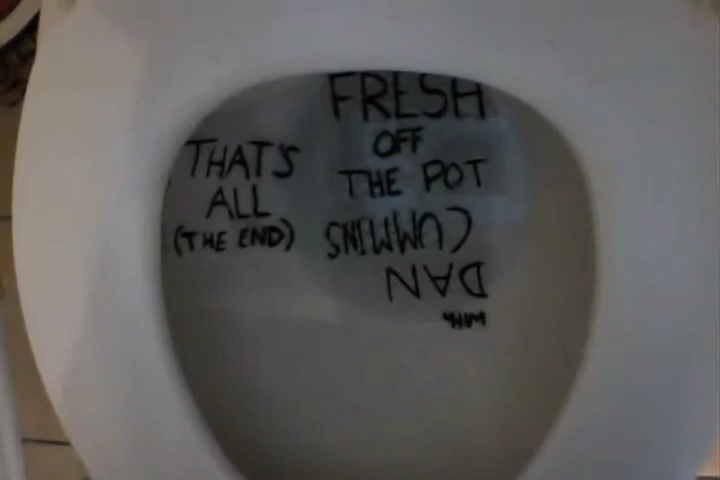 THAT'S
ALL
(THE END)
FRESH
OFF
THE POT
WITH
DAN
CUMMINS